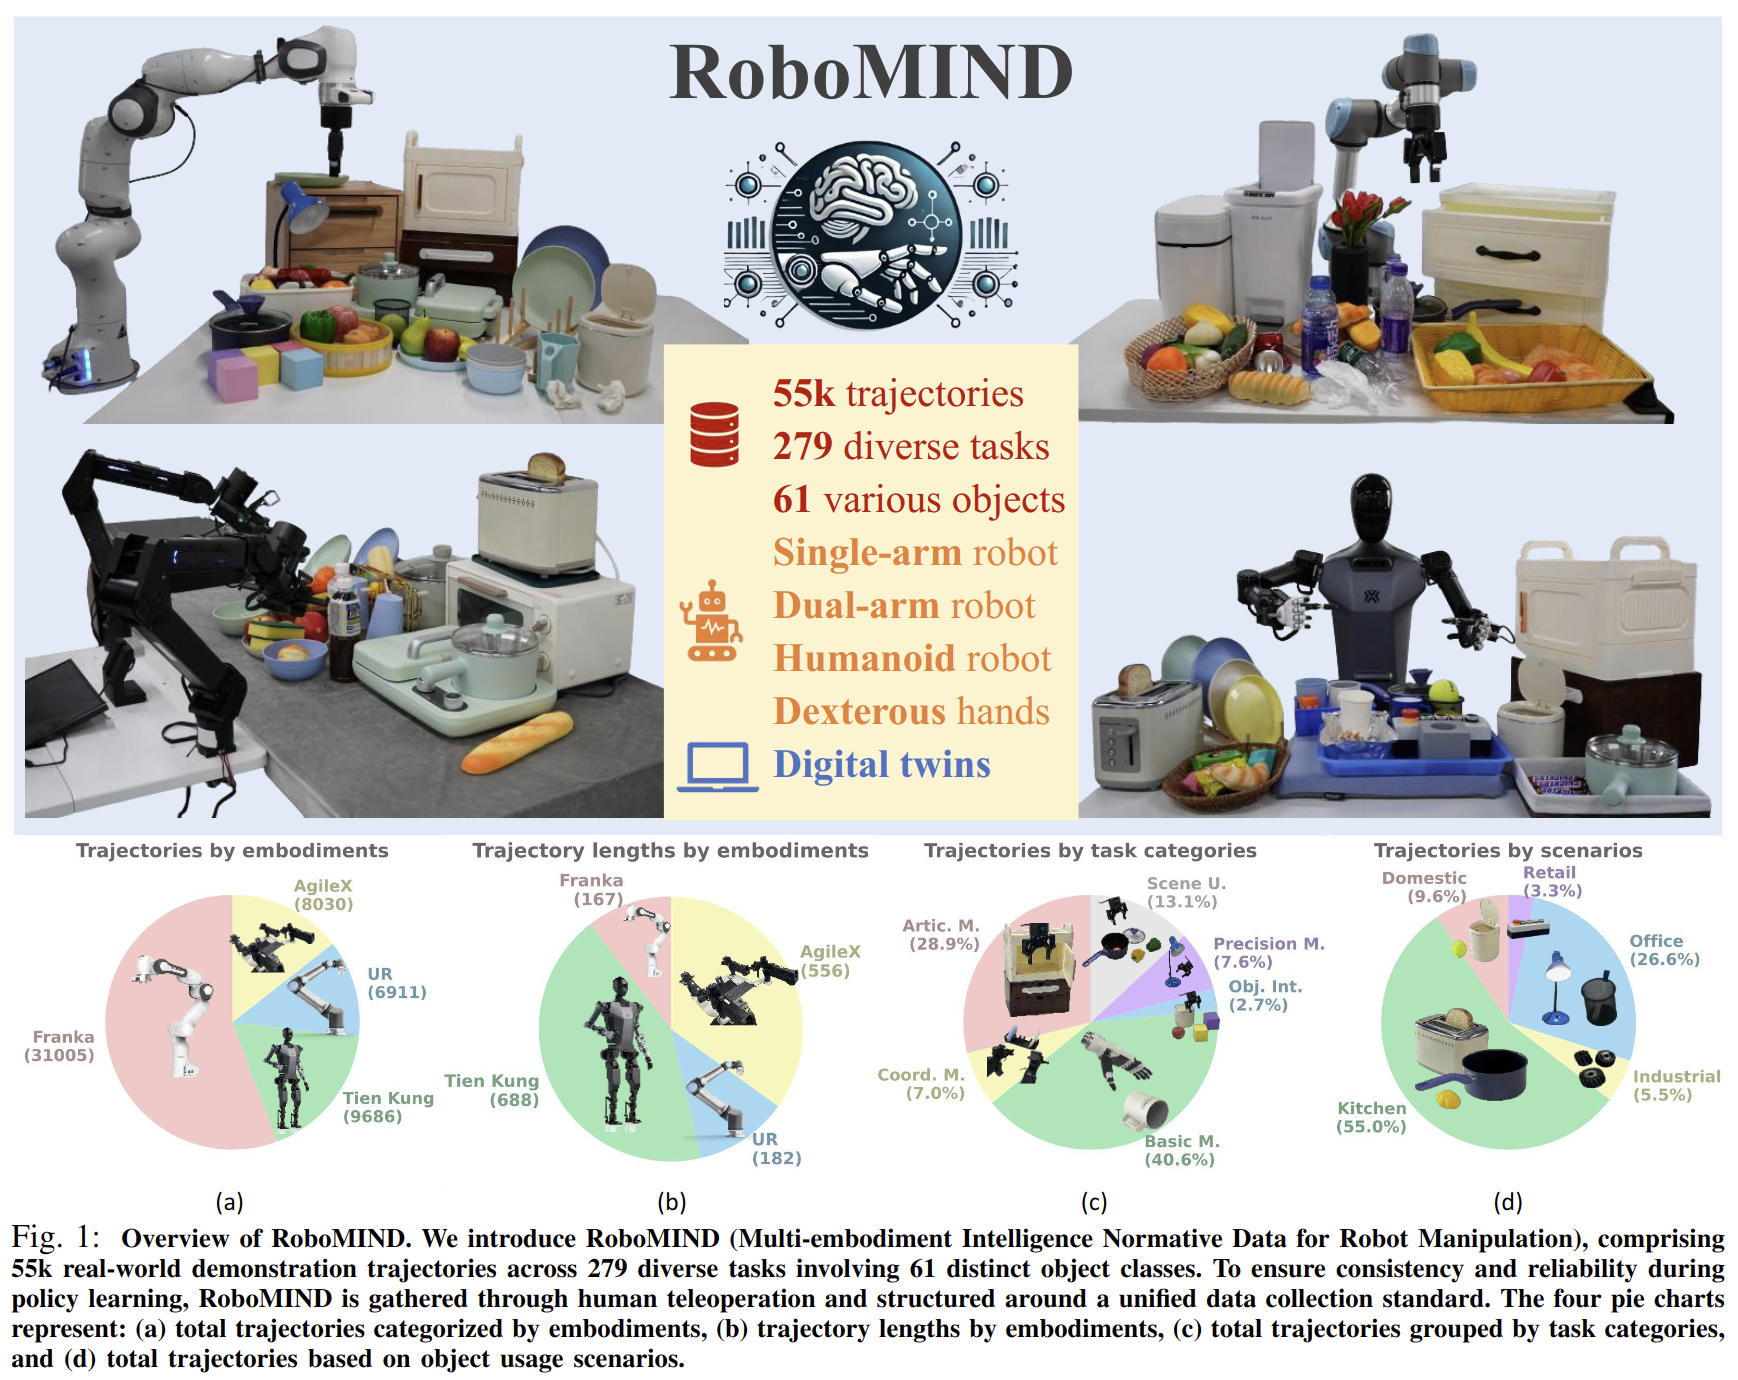 RoboMIND
55k trajectories
279 diverse tasks
61 various objects
Single-arm robot
Dual-arm robot
Humanoid robot
Dexterous hands
Digital twins
Trajectories by embodiments
AgileX
(8030)
UR
(6911)
Franka
(31005)
Tien Kung
(9686)
(a)
Trajectory lengths by embodiments
Franka
(167)
AgileX
(556)
Tien Kung
(688)
UR
(182)
(b)
Trajectories by task categories
Scene U.
(13.1%)
Artic. M.
(28.9%)
Precision M.
(7.6%)
Obj. Int.
(2.7%)
Coord. M.
(7.0%)
Basic M.
(40.6%)
(c)
Trajectories by scenarios
Domestic
(9.6%)
Retail
(3.3%)
Office
(26.6%)
Industrial
(5.5%)
Kitchen
(55.0%)
(d)
Fig. 1: Overview of RoboMIND. We introduce RoboMIND (Multi-embodiment Intelligence Normative Data for Robot Manipulation), comprising
55k real-world demonstration trajectories across 279 diverse tasks involving 61 distinct object classes. To ensure consistency and reliability during
policy learning, RoboMIND is gathered through human teleoperation and structured around a unified data collection standard. The four pie charts
represent: (a) total trajectories categorized by embodiments, (b) trajectory lengths by embodiments, (c) total trajectories grouped by task categories,
and (d) total trajectories based on object usage scenarios.